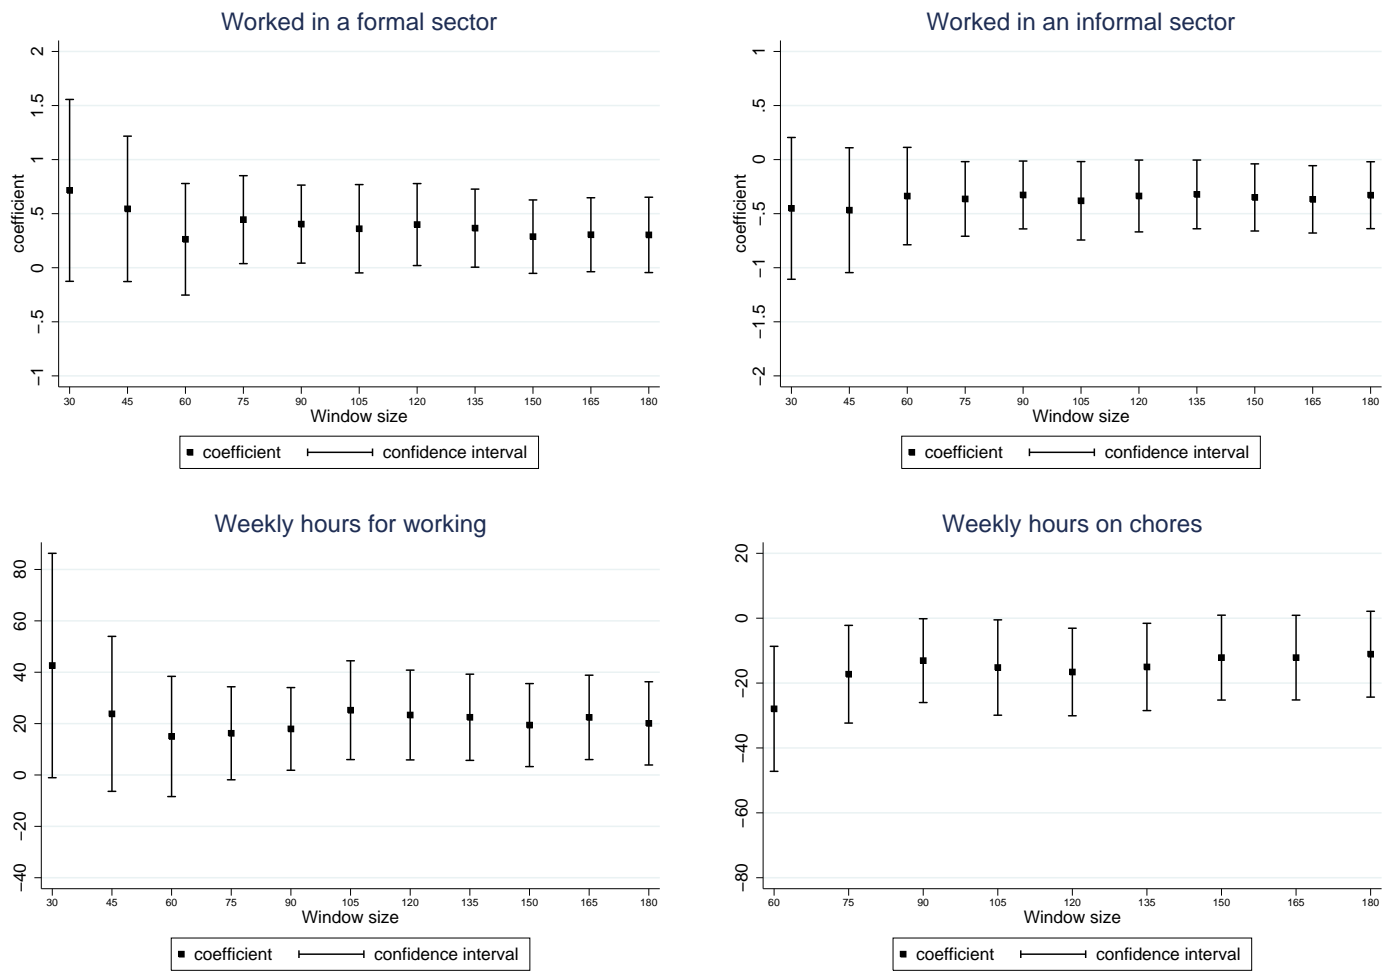 Worked in a formal sector
2
1.5
1
.5
0
−.5
−1
coefficient
30 45 60 75 90 105 120 135 150 165 180
Window size
coefficient confidence interval
Worked in an informal sector
1
.5
0
−.5
−1
−1.5
−2
coefficient
30 45 60 75 90 105 120 135 150 165 180
Window size
coefficient confidence interval
Weekly hours for working
80
60
40
20
0
−20
−40
30 45 60 75 90 105 120 135 150 165 180
Window size
coefficient confidence interval
Weekly hours on chores
20
0
−20
−40
−60
−80
60 75 90 105 120 135 150 165 180
Window size
coefficient confidence interval